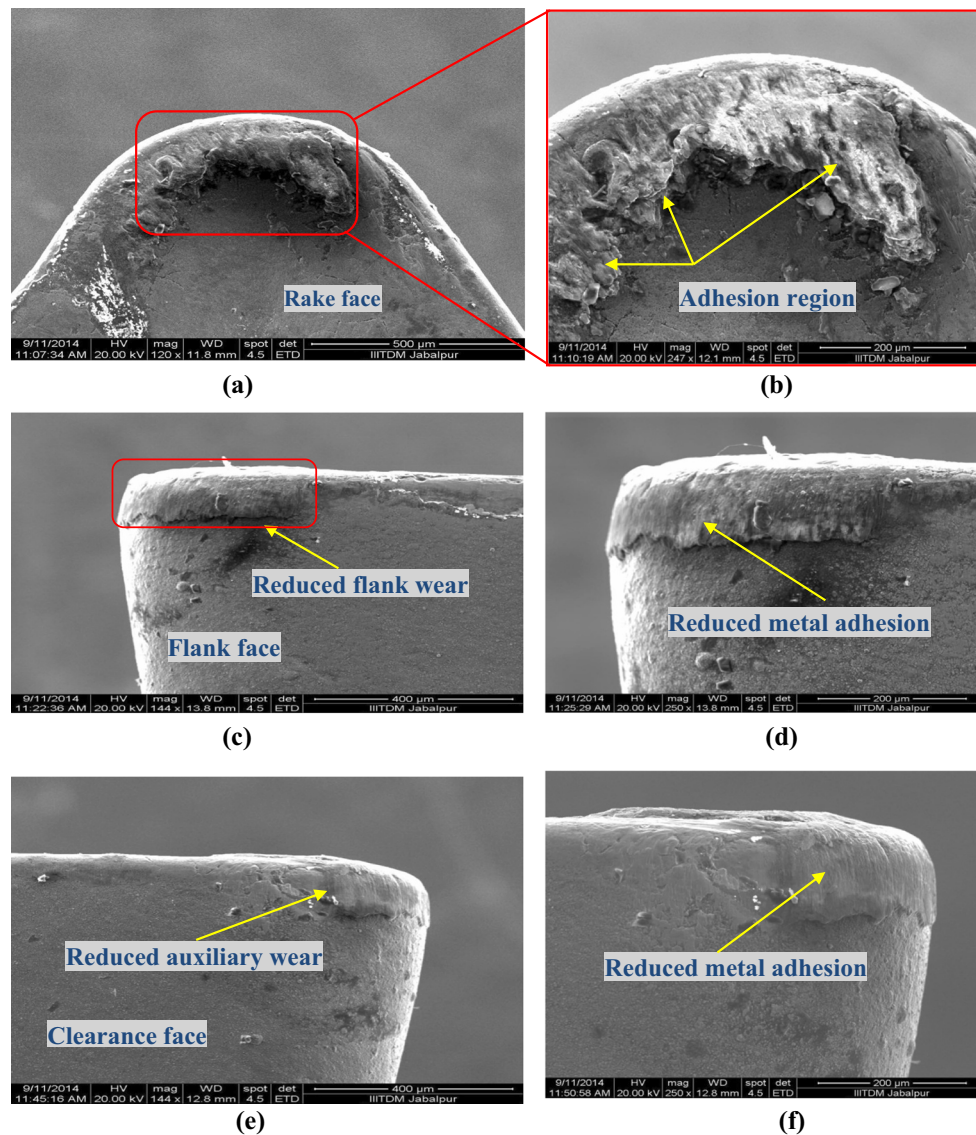 Rake face
9/11/2014 HV mag WD spot det 500 µm
11:07:34 AM 20.00 kV 120 x 11.8 mm 4.5 ETD IIITDM Jabalpur
(a)
Adhesion region
9/11/2014 HV mag WD spot det 200 µm
11:10:19 AM 20.00 kV 247 x 12.1 mm 4.5 ETD IIITDM Jabalpur
(b)
Reduced flank wear
Flank face
9/11/2014 HV mag WD spot det 400 µm
11:22:36 AM 20.00 kV 144 x 13.8 mm 4.5 ETD IIITDM Jabalpur
(c)
Reduced metal adhesion
9/11/2014 HV mag WD spot det 200 µm
11:25:29 AM 20.00 kV 250 x 13.8 mm 4.5 ETD IIITDM Jabalpur
(d)
Reduced auxiliary wear
Clearance face
9/11/2014 HV mag WD spot det 400 µm
11:45:16 AM 20.00 kV 144 x 12.8 mm 4.5 ETD IIITDM Jabalpur
(e)
Reduced metal adhesion
9/11/2014 HV mag WD spot det 200 µm
11:50:58 AM 20.00 kV 250 x 12.8 mm 4.5 ETD IIITDM Jabalpur
(f)